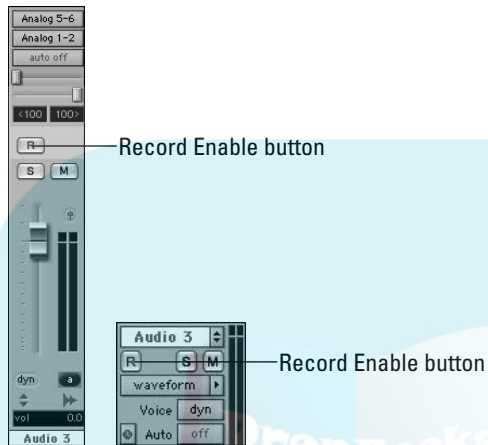 Analog 5-6
Analog 1-2
auto off
<100 100>
R
Record Enable button
S M
dyn a
vol 0.0
Audio 3
Audio 3
R S M
Record Enable button
waveform
Voice dyn
Auto off